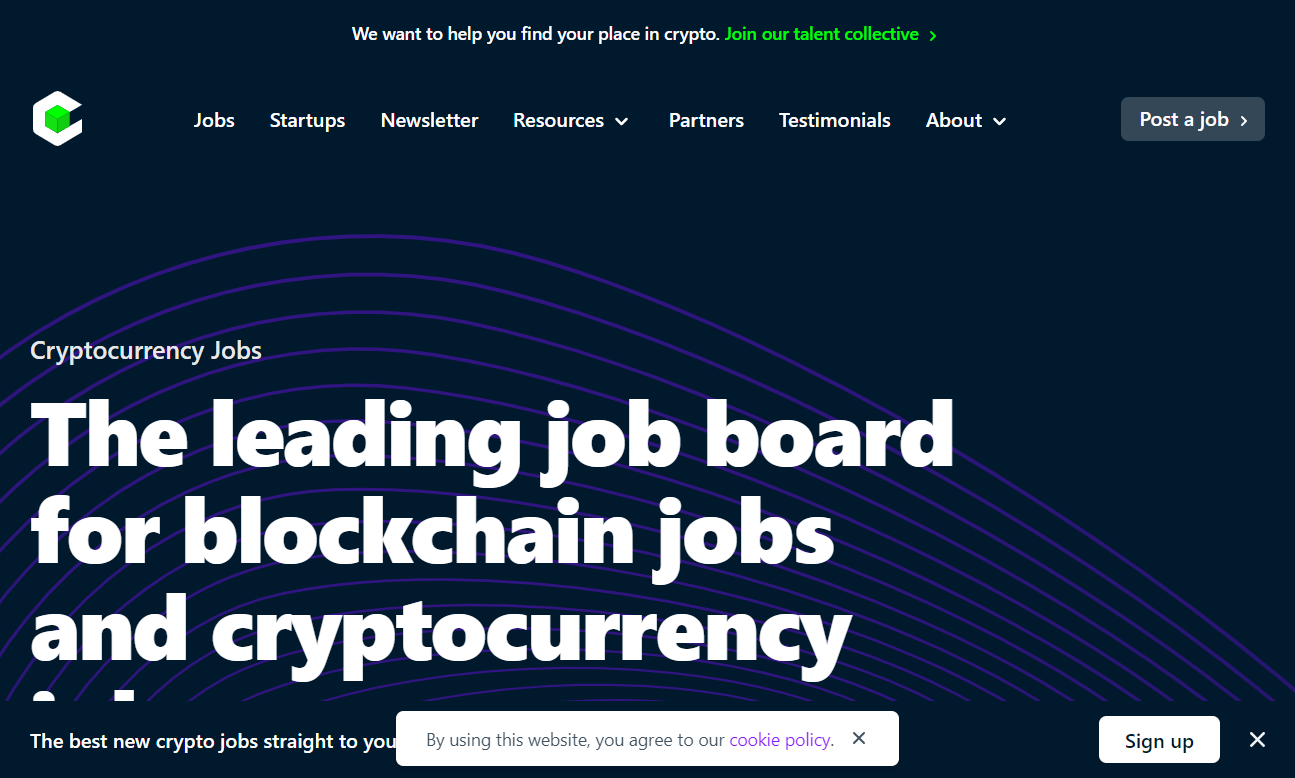 We want to help you find your place in crypto. Join our talent collective
Jobs Startups Newsletter Resources Partners Testimonials About Post a job
Cryptocurrency Jobs
The leading job board
for blockchain jobs
and cryptocurrency
The best new crypto jobs straight to you
By using this website, you agree to our cookie policy.
Sign up